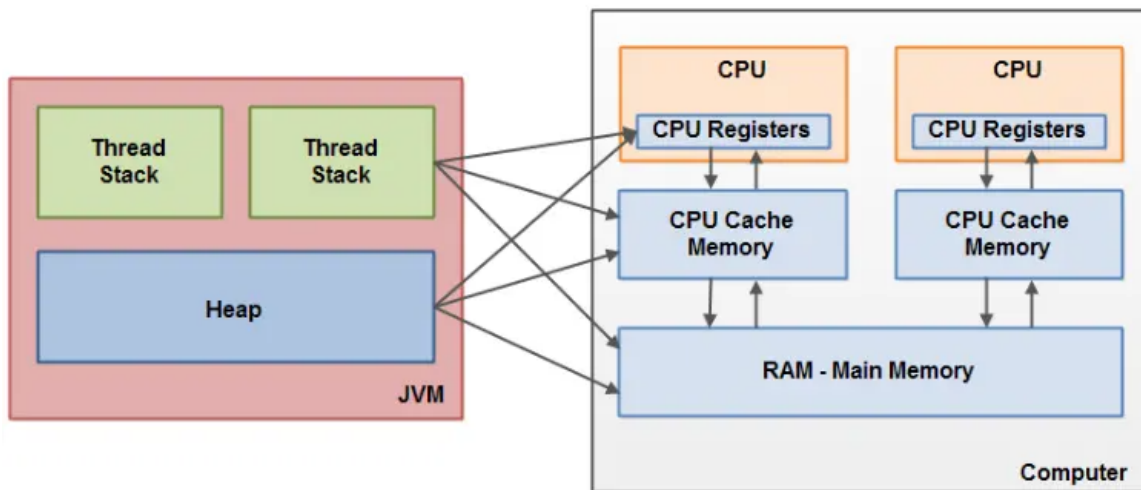 Thread
Stack
Thread
Stack
Heap
JVM
CPU
CPU Registers
CPU Cache
Memory
CPU
CPU Registers
CPU Cache
Memory
RAM - Main Memory
Computer